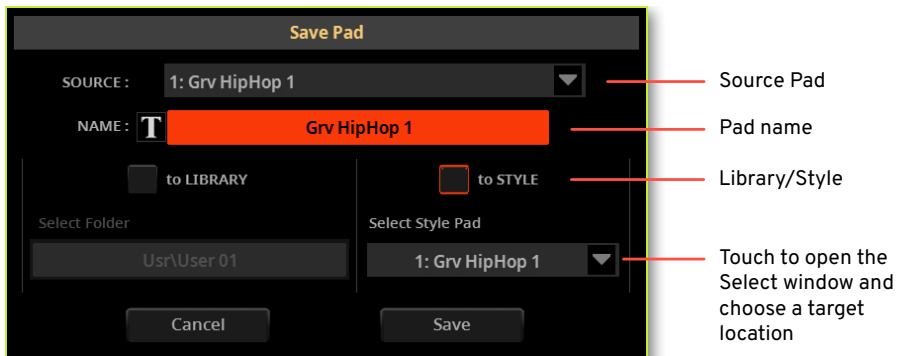 Save Pad
SOURCE :
1: Grv HipHop 1
Source Pad
NAME :
T
Grv HipHop 1
Pad name
to LIBRARY
to STYLE
Library/Style
Select Folder
Select Style Pad
Usr\User 01
1: Grv HipHop 1
Touch to open the
Select window and
choose a target
location
Cancel
Save